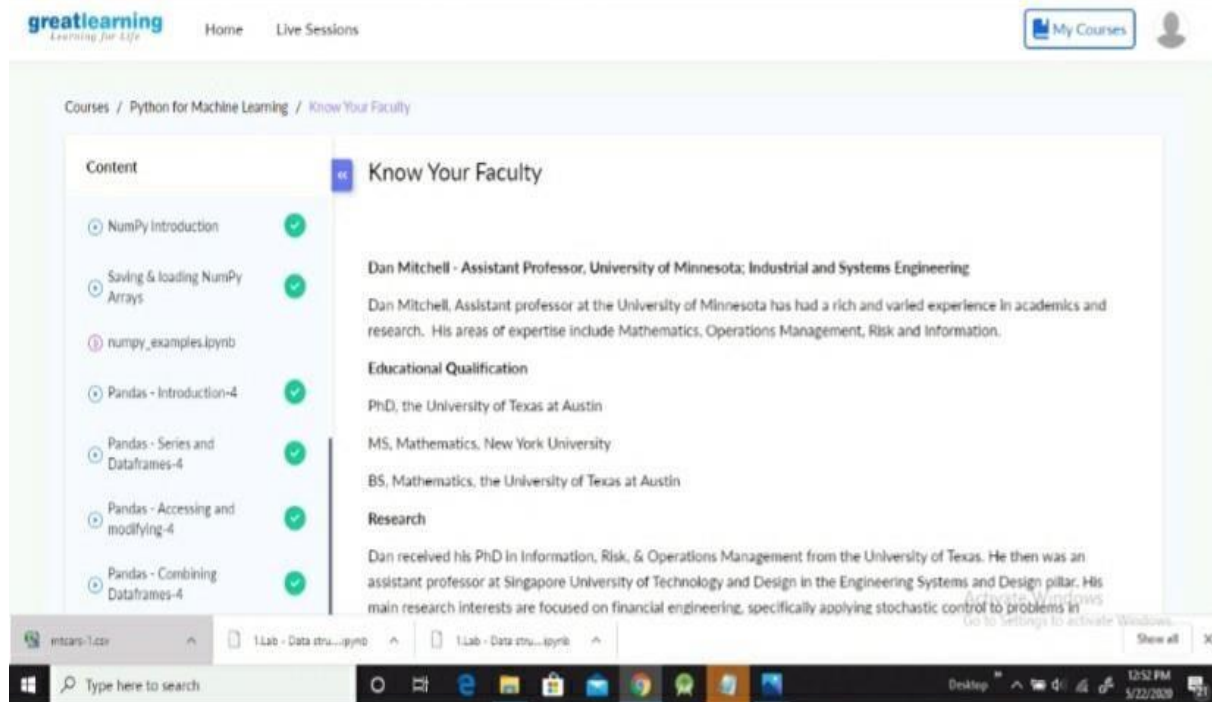 greatlearning
Learning for Life
Home Live Sessions
My Courses
Courses / Python for Machine Learning / Know Your Faculty
Content
«
Know Your Faculty
NumPy Introduction
Saving & loading NumPy
Arrays
numpy_examples.ipynb
Pandas - Introduction-4
Pandas - Series and
Dataframes-4
Pandas - Accessing and
modifying-4
Pandas - Combining
Dataframes-4
Dan Mitchell - Assistant Professor, University of Minnesota; Industrial and Systems Engineering
Dan Mitchell, Assistant professor at the University of Minnesota has had a rich and varied experience in academics and
research. His areas of expertise include Mathematics, Operations Management, Risk and Information.
Educational Qualification
PhD, the University of Texas at Austin
MS, Mathematics, New York University
BS, Mathematics, the University of Texas at Austin
Research
Dan received his PhD in Information, Risk, & Operations Management from the University of Texas. He then was an
assistant professor at Singapore University of Technology and Design in the Engineering Systems and Design pillar. His
main research interests are focused on financial engineering, specifically applying stochastic control to problems in
Activate Windows
Go to Settings to activate Windows.
mtcars-1.csv
1.Lab - Data stru....ipynb
1.Lab - Data stru....ipynb
Show all
Type here to search
Desktop
12:52 PM
5/22/2020
21